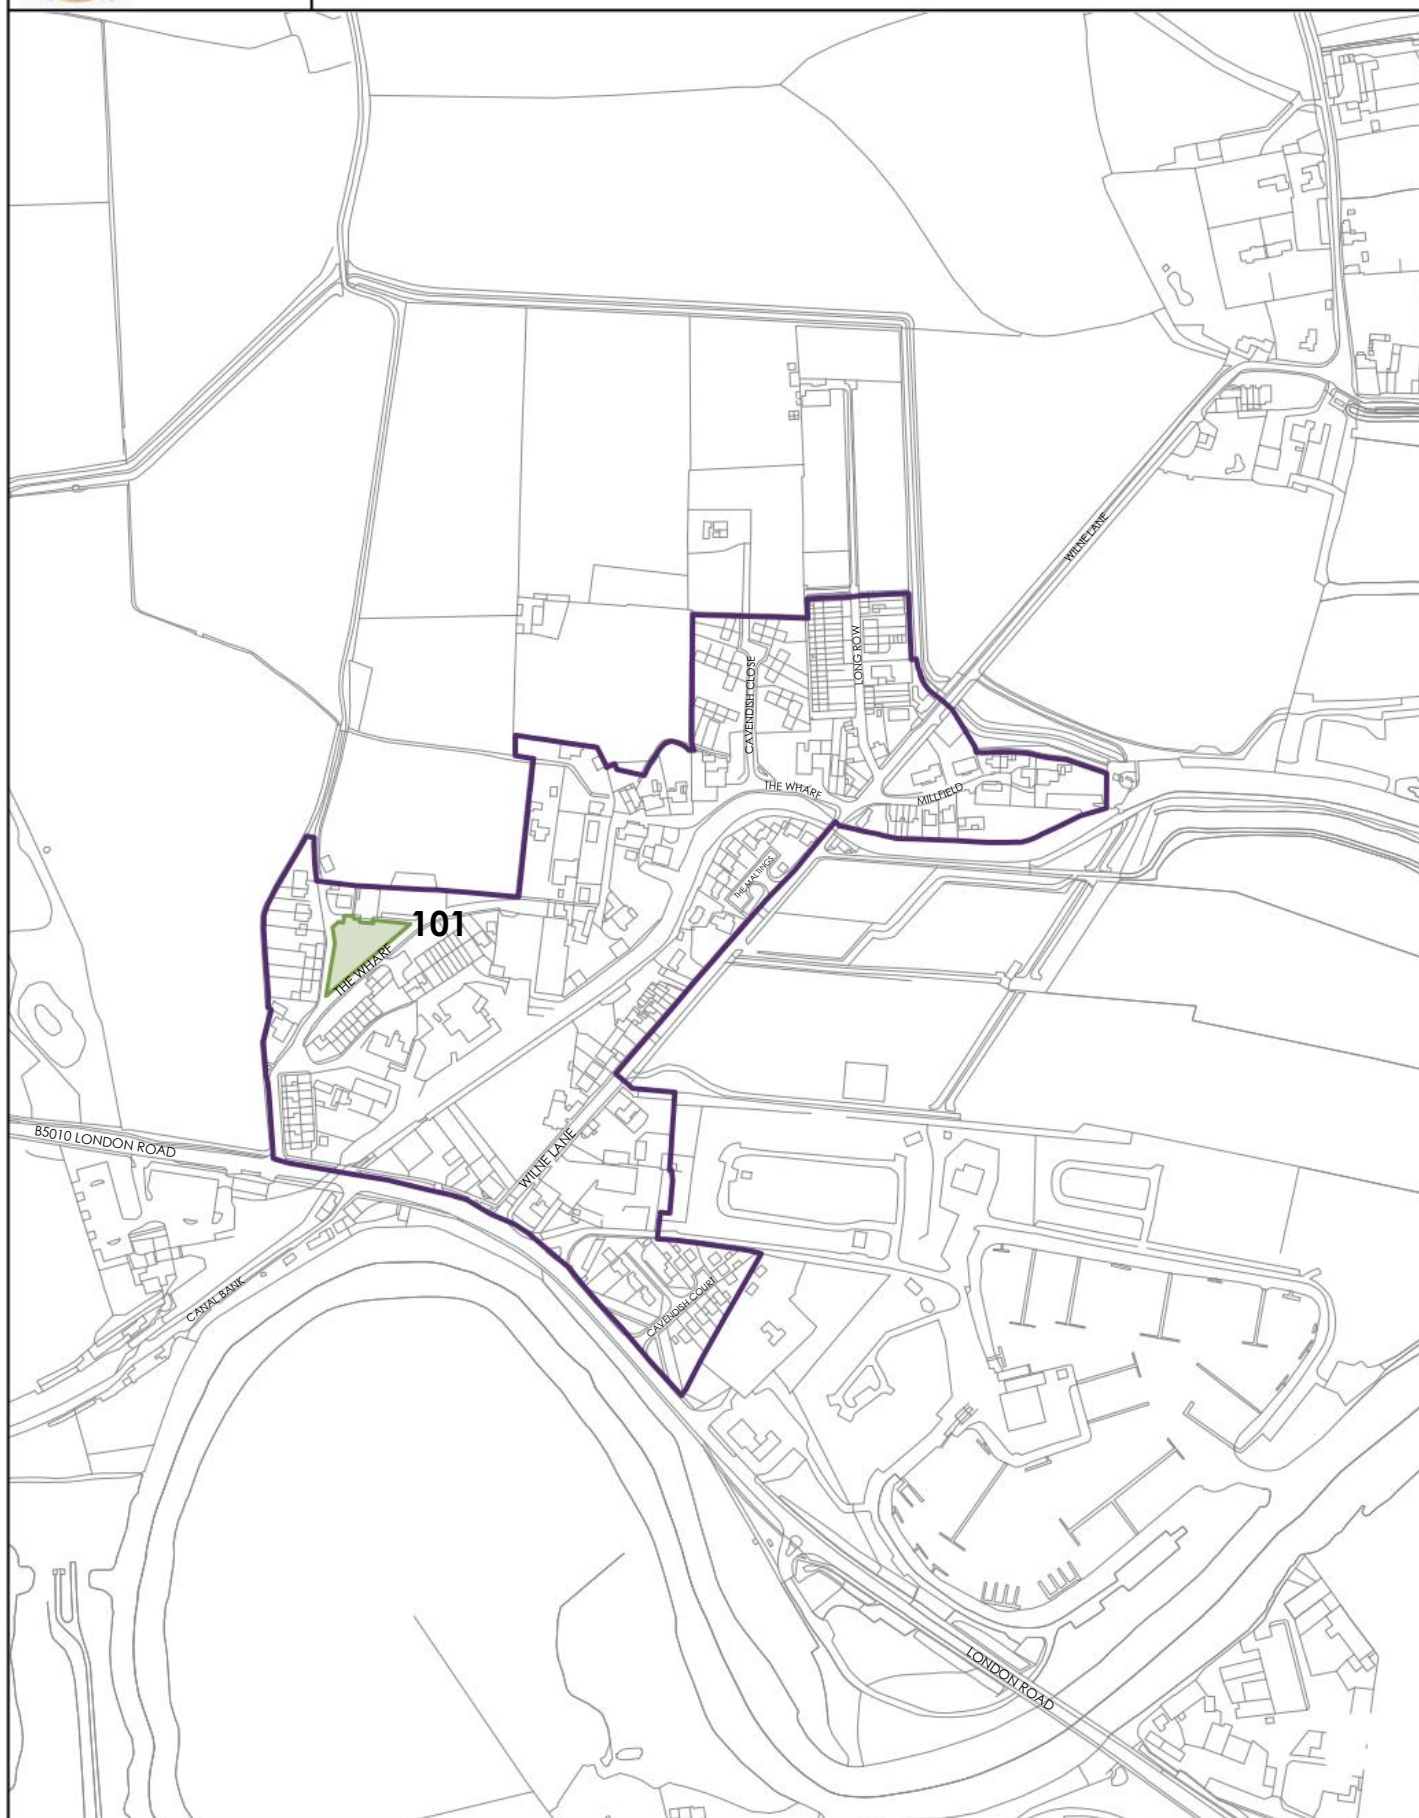 WILNE LANE
LONG ROW
CAVENDISH CLOSE
THE WHARF
MILLFIELD
THE MALTINGS
101
THE WHARF
B5010 LONDON ROAD
WILNE LANE
CANAL BANK
CAVENDISH COURT
LONDON ROAD